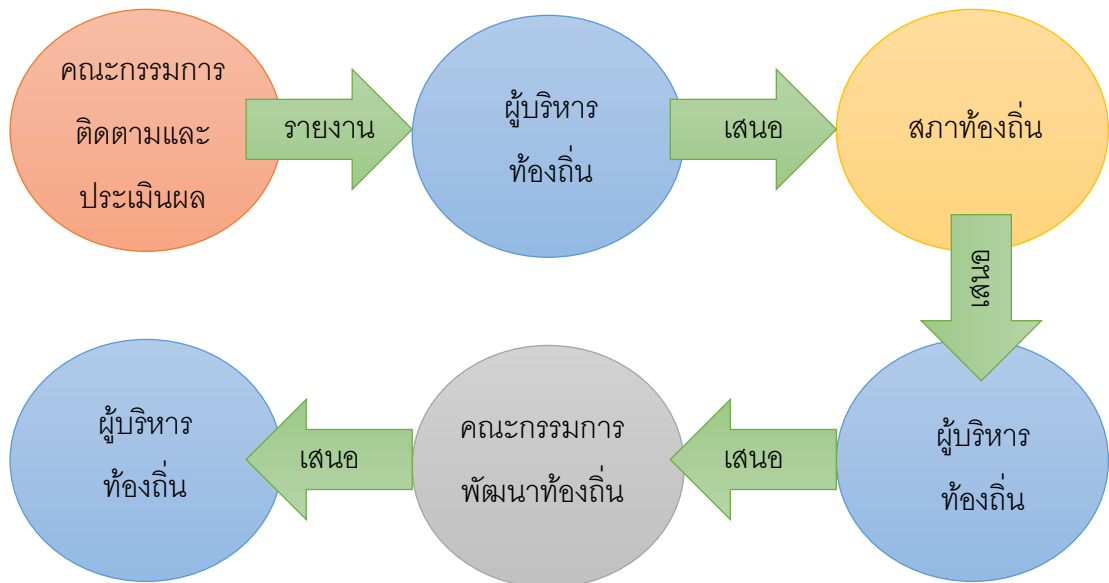 คณะกรรมการ
ติดตามและ
ประเมินผล
รายงาน
ผู้บริหาร
ท้องถิ่น
เสนอ
สภาท้องถิ่น
เสนอ
ผู้บริหาร
ท้องถิ่น
เสนอ
คณะกรรมการ
พัฒนาท้องถิ่น
เสนอ
ผู้บริหาร
ท้องถิ่น